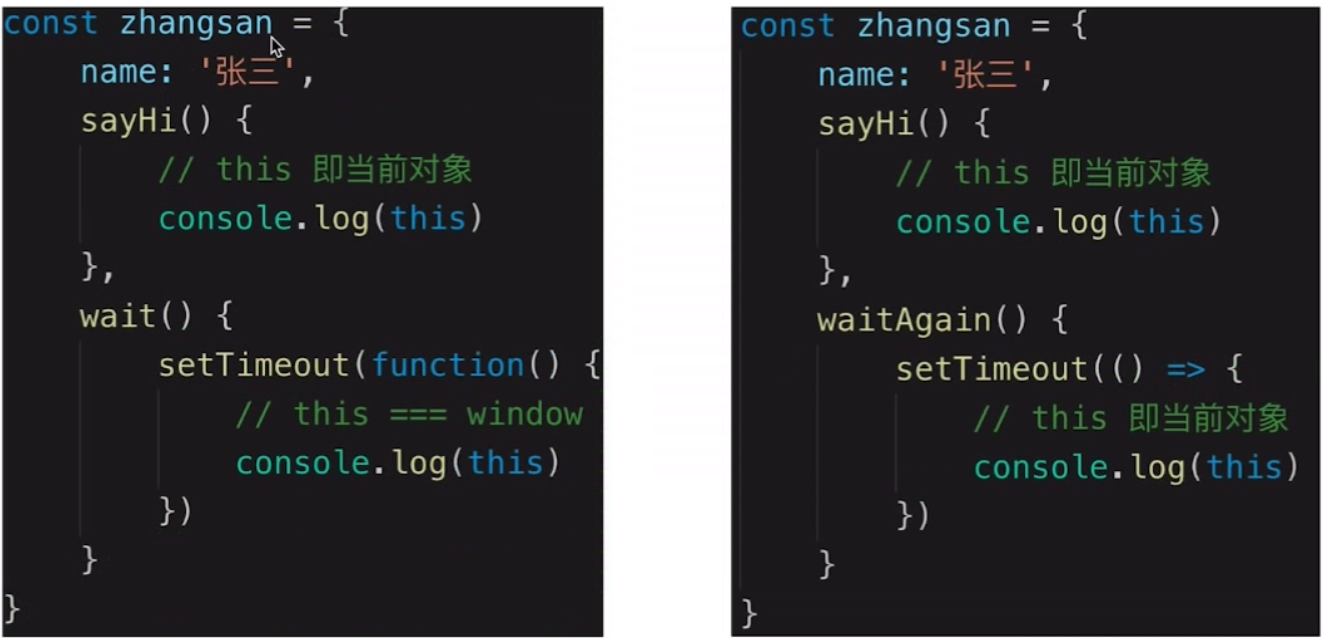 const zhangsan = {
    name: '张三',
    sayHi() {
        // this 即当前对象
        console.log(this)
    },
    wait() {
        setTimeout(function() {
            // this === window
            console.log(this)
        })
    }
}
const zhangsan = {
    name: '张三',
    sayHi() {
        // this 即当前对象
        console.log(this)
    },
    waitAgain() {
        setTimeout(() => {
            // this 即当前对象
            console.log(this)
        })
    }
}